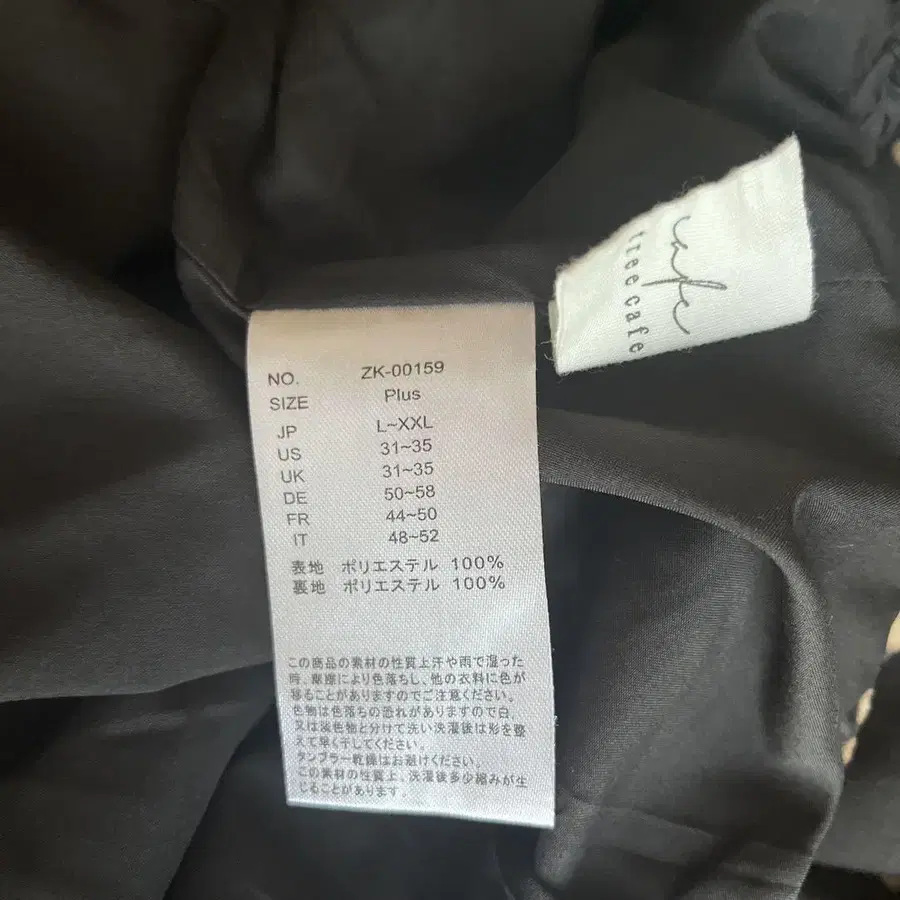 NO. ZK-00159
SIZE Plus
JP L~XXL
US 31~35
UK 31~35
DE 50~58
FR 44~50
IT 48~52
表地 ポリエステル 100%
裏地 ポリエステル 100%
この商品の素材の性質上汗や雨で湿った
時、摩擦により色落ちし、他の衣料に色が
移ることがありますのでご注意ください。
色物は色落ちの恐れがありますので白、
又は淡色物と分けて洗い洗濯後は形を整
えて早く干してください。
タンブラー乾燥はお避けください。
この素材の性質上、洗濯後多少縮みが生
じることがあります。
cafe
tree cafe